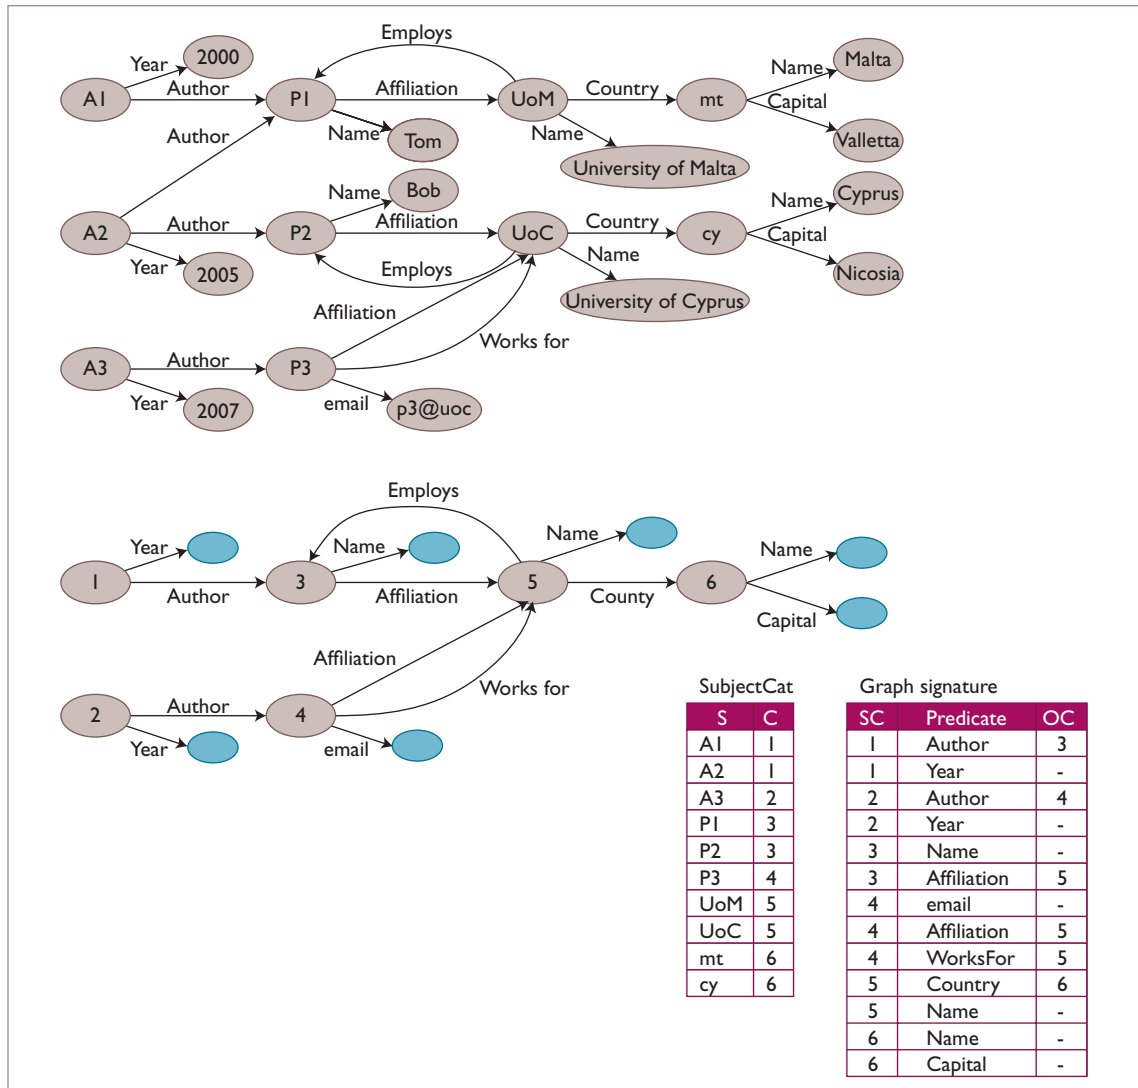 Employs
Year
2000
Name
Malta
A1
Author
P1
Affiliation
UoM
Country
mt
Capital
Author
Name
Tom
Name
University of Malta
Valletta
Name
Bob
Name
Cyprus
A2
Author
P2
Affiliation
UoC
Country
cy
Capital
Year
2005
Employs
Name
Nicosia
Affiliation
University of Cyprus
Works for
A3
Author
P3
Year
2007
email
p3@uoc
Employs
Year
Name
Name
Name
1
Author
3
Affiliation
5
County
6
Capital
Affiliation
Works for
2
Author
4
Year
email
SubjectCat
S C
A1 1
A2 1
A3 2
P1 3
P2 3
P3 4
UoM 5
UoC 5
mt 6
cy 6
Graph signature
SC Predicate OC
1 Author 3
1 Year -
2 Author 4
2 Year -
3 Name -
3 Affiliation 5
4 email -
4 Affiliation 5
4 WorksFor 5
5 Country 6
5 Name -
6 Name -
6 Capital -